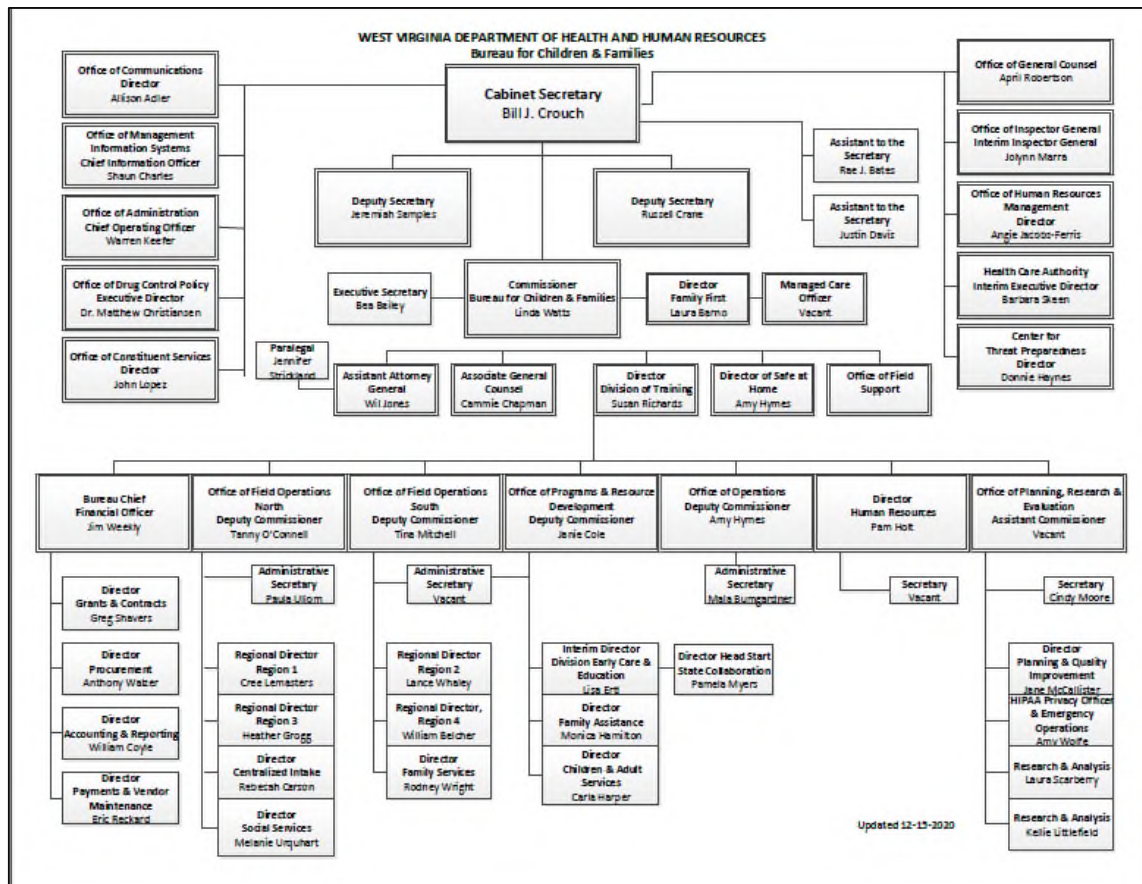 WEST VIRGINIA DEPARTMENT OF HEALTH AND HUMAN RESOURCES
Bureau for Children & Families
Office of Communications
Director
Allison Adler
Office of Management
Information Systems
Chief Information Officer
Shaun Charles
Office of Administration
Chief Operating Officer
Warren Keefer
Office of Drug Control Policy
Executive Director
Dr. Matthew Christiansen
Office of Constituent Services
Director
John Lopez
Cabinet Secretary
Bill J. Crouch
Deputy Secretary
Jeremiah Samples
Deputy Secretary
Russell Crane
Assistant to the
Secretary
Rae J. Bates
Assistant to the
Secretary
Justin Davis
Office of General Counsel
April Robertson
Office of Inspector General
Interim Inspector General
Jolynn Marra
Office of Human Resources
Management
Director
Angie Jacobs-Ferris
Health Care Authority
Interim Executive Director
Barbara Skeen
Center for
Threat Preparedness
Director
Donnie Haynes
Executive Secretary
Bea Bailey
Commissioner
Bureau for Children & Families
Linda Watts
Director
Family First
Laura Barno
Managed Care
Officer
Vacant
Paralegal
Jennifer
Strickland
Assistant Attorney
General
Wil Jones
Associate General
Counsel
Cammie Chapman
Director
Division of Training
Susan Richards
Director of Safe at
Home
Amy Hymes
Office of Field
Support
Bureau Chief
Financial Officer
Jim Weekly
Office of Field Operations
North
Deputy Commissioner
Tanny O'Connell
Office of Field Operations
South
Deputy Commissioner
Tina Mitchell
Office of Programs & Resource
Development
Deputy Commissioner
Janie Cole
Office of Operations
Deputy Commissioner
Amy Hymes
Director
Human Resources
Pam Holt
Office of Planning, Research &
Evaluation
Assistant Commissioner
Vacant
Administrative
Secretary
Paula Ullom
Administrative
Secretary
Vacant
Administrative
Secretary
Mala Bumgardner
Secretary
Vacant
Secretary
Cindy Moore
Director
Grants & Contracts
Greg Shavers
Director
Procurement
Anthony Walzer
Director
Accounting & Reporting
William Coyle
Director
Payments & Vendor
Maintenance
Eric Reckard
Regional Director
Region 1
Cree Lemasters
Regional Director
Region 3
Heather Grogg
Director
Centralized Intake
Rebecah Carson
Director
Social Services
Melanie Urquhart
Regional Director
Region 2
Lance Whaley
Regional Director,
Region 4
William Belcher
Director
Family Services
Rodney Wright
Interim Director
Division Early Care &
Education
Lisa Ertl
Director
Family Assistance
Monica Hamilton
Director
Children & Adult
Services
Carla Harper
Director Head Start
State Collaboration
Pamela Myers
Director
Planning & Quality
Improvement
Jane McCallister
HIPAA Privacy Officer
& Emergency
Operations
Amy Wolfe
Research & Analysis
Laura Scarberry
Research & Analysis
Kellie Littlefield
Updated 12-15-2020